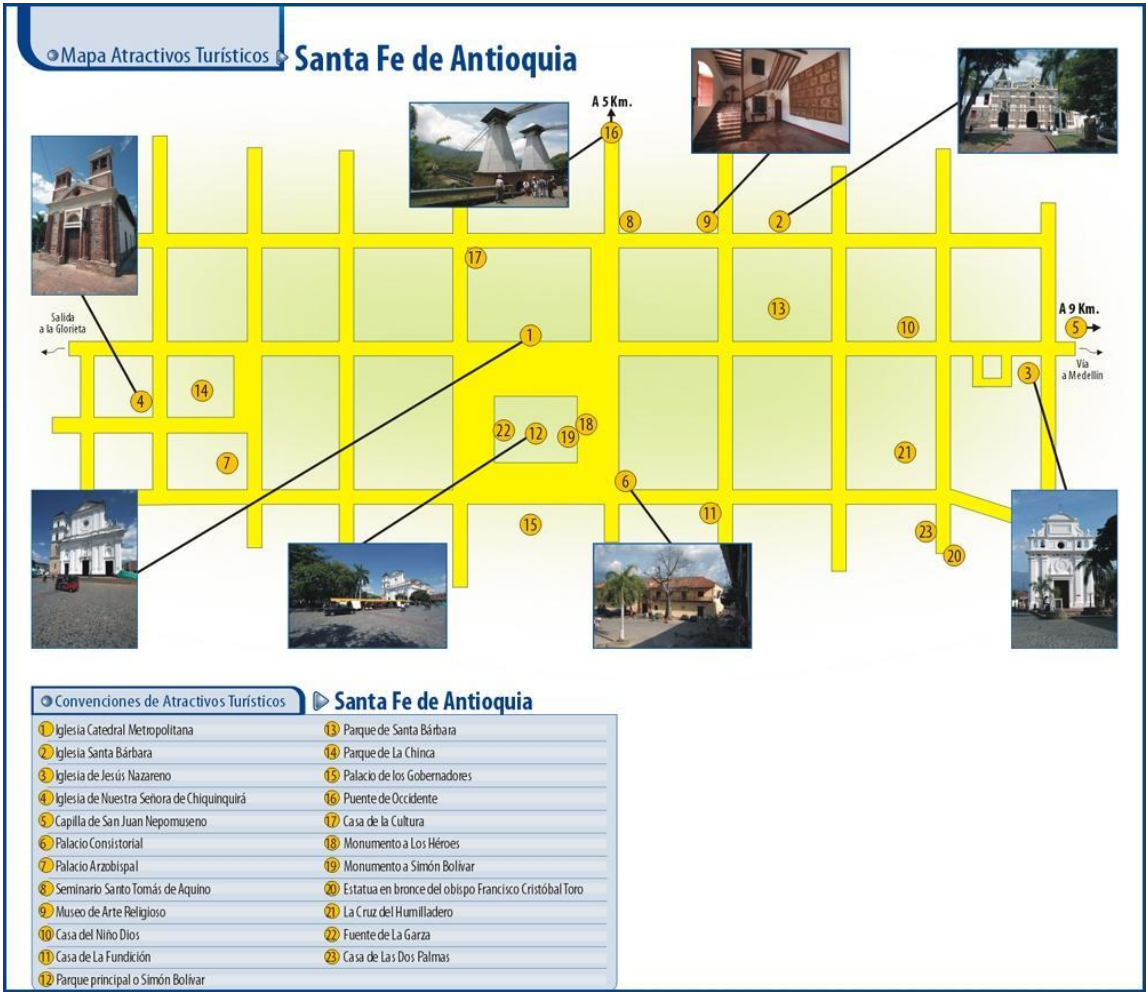 Mapa Atractivos Turísticos Santa Fe de Antioquia
A 5 Km.
16
8
9
2
17
13
Salida
a la Glorieta
1
10
A 9 Km.
5
Vía
a Medellín
3
4
14
22
12
19
18
7
6
21
15
11
23
20
Convenciones de Atractivos Turísticos Santa Fe de Antioquia
1 Iglesia Catedral Metropolitana
2 Iglesia Santa Bárbara
3 Iglesia de Jesús Nazareno
4 Iglesia de Nuestra Señora de Chiquinquirá
5 Capilla de San Juan Nepomuseno
6 Palacio Consistorial
7 Palacio Arzobispal
8 Seminario Santo Tomás de Aquino
9 Museo de Arte Religioso
10 Casa del Niño Dios
11 Casa de La Fundición
12 Parque principal o Simón Bolívar
13 Parque de Santa Bárbara
14 Parque de La Chinca
15 Palacio de los Gobernadores
16 Puente de Occidente
17 Casa de la Cultura
18 Monumento a Los Héroes
19 Monumento a Simón Bolívar
20 Estatua en bronce del obispo Francisco Cristóbal Toro
21 La Cruz del Humilladero
22 Fuente de La Garza
23 Casa de Las Dos Palmas